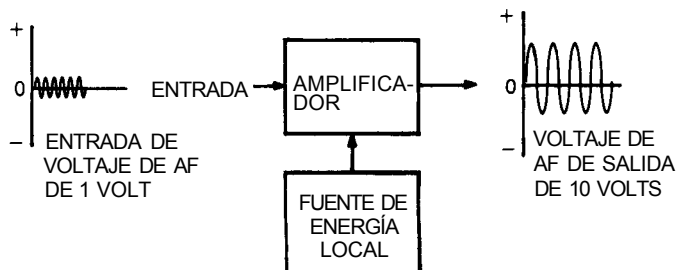 +
0
–
ENTRADA DE
VOLTAJE DE AF
DE 1 VOLT
ENTRADA
AMPLIFICA-
DOR
FUENTE DE
ENERGÍA
LOCAL
+
0
–
VOLTAJE DE
AF DE SALIDA
DE 10 VOLTS